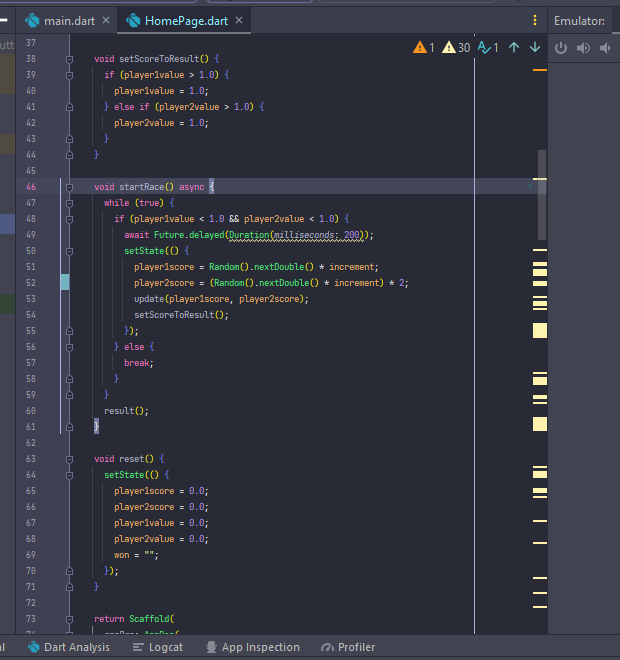 main.dart
HomePage.dart
Emulator:
1 30 1
37
38 void setScoreToResult() {
39 if (player1value > 1.0) {
40 player1value = 1.0;
41 } else if (player2value > 1.0) {
42 player2value = 1.0;
43 }
44 }
45
46 void startRace() async {
47 while (true) {
48 if (player1value < 1.0 && player2value < 1.0) {
49 await Future.delayed(Duration(milliseconds: 200));
50 setState(() {
51 player1score = Random().nextDouble() * increment;
52 player2score = (Random().nextDouble() * increment) * 2;
53 update(player1score, player2score);
54 setScoreToResult();
55 });
56 } else {
57 break;
58 }
59 }
60 result();
61 }
62
63 void reset() {
64 setState(() {
65 player1score = 0.0;
66 player2score = 0.0;
67 player1value = 0.0;
68 player2value = 0.0;
69 won = "";
70 });
71 }
72
73 return Scaffold(
Dart Analysis
Logcat
App Inspection
Profiler